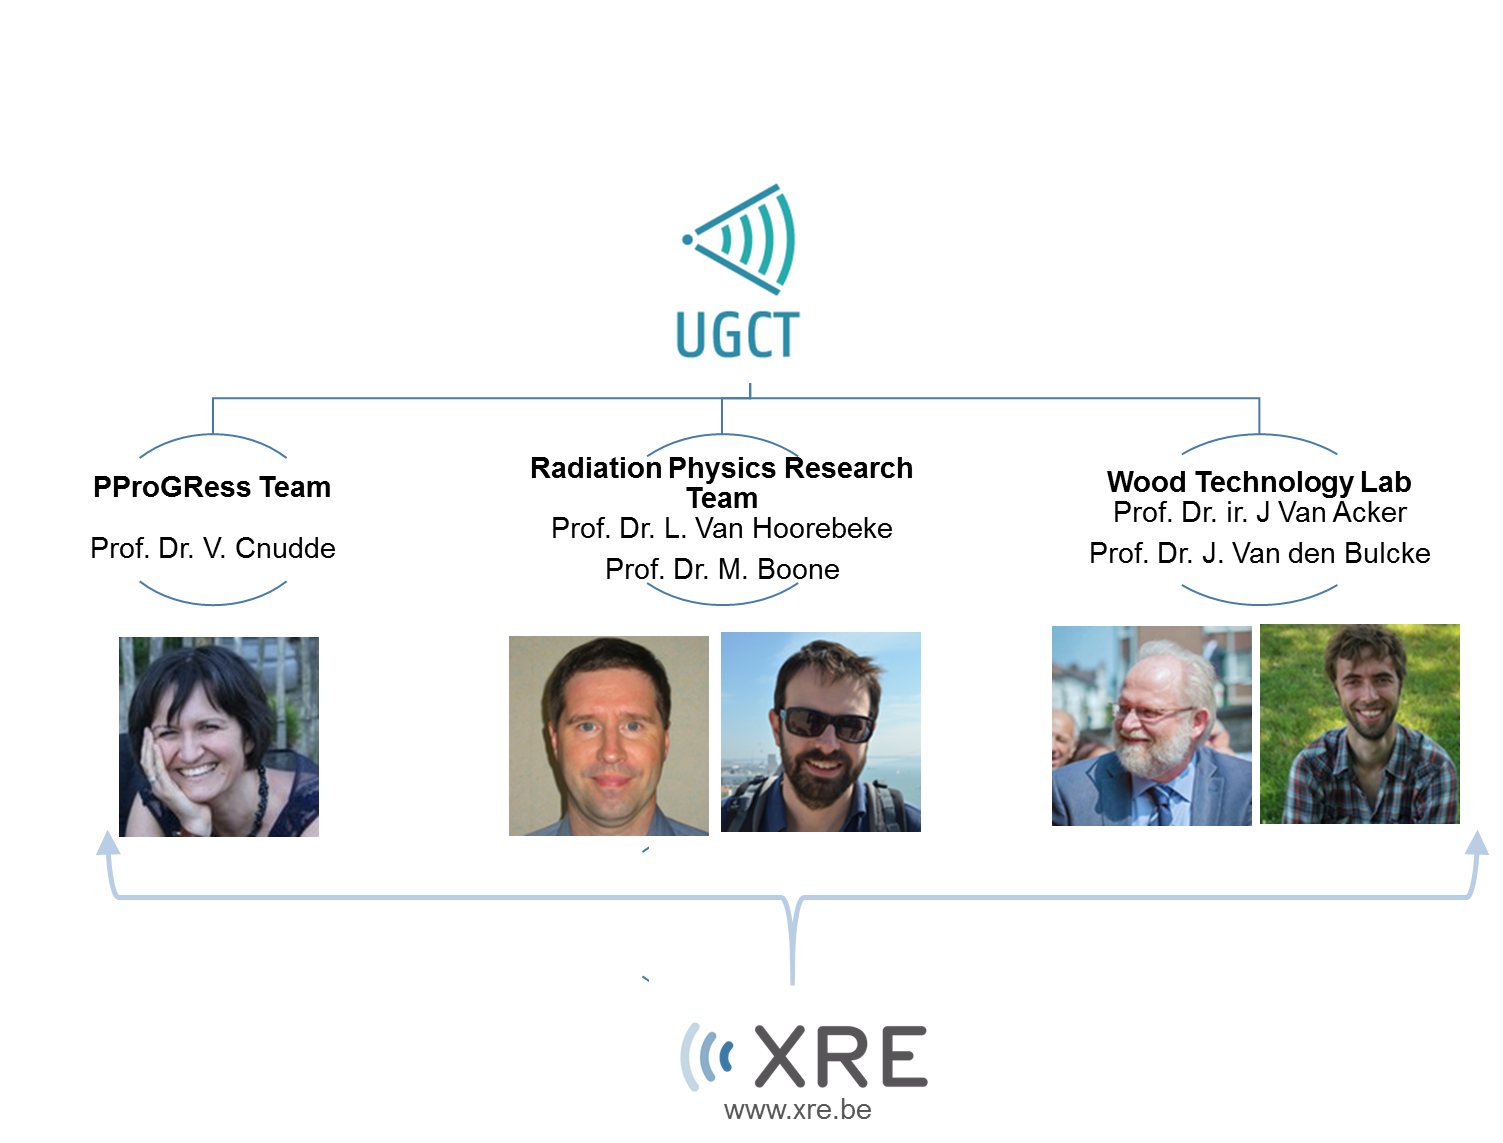 UGCT
PProGRess Team
Prof. Dr. V. Cnudde
Radiation Physics Research
Team
Prof. Dr. L. Van Hoorebeke
Prof. Dr. M. Boone
Wood Technology Lab
Prof. Dr. ir. J Van Acker
Prof. Dr. J. Van den Bulcke
XRE
www.xre.be